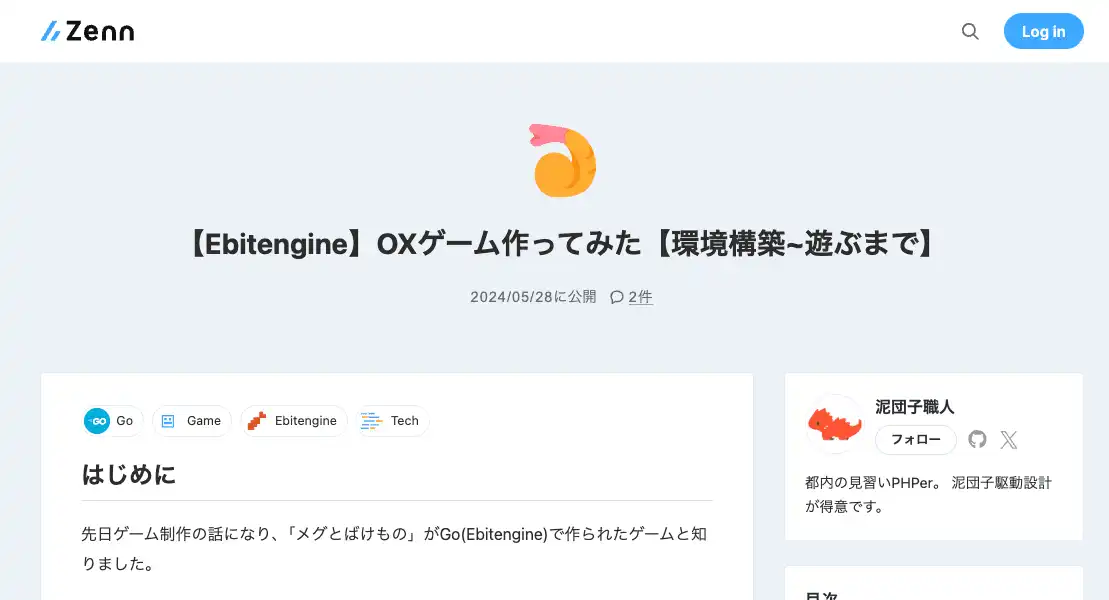 Zenn
Log in
【Ebitengine】OXゲーム作ってみた【環境構築~遊ぶまで】
2024/05/28に公開
2件
GO Go
Game
Ebitengine
Tech
はじめに
先日ゲーム制作の話になり、「メグとばけもの」がGo(Ebitengine)で作られたゲームと知
りました。
泥団子職人
フォロー
都内の見習いPHPer。 泥団子駆動設計
が得意です。
目次